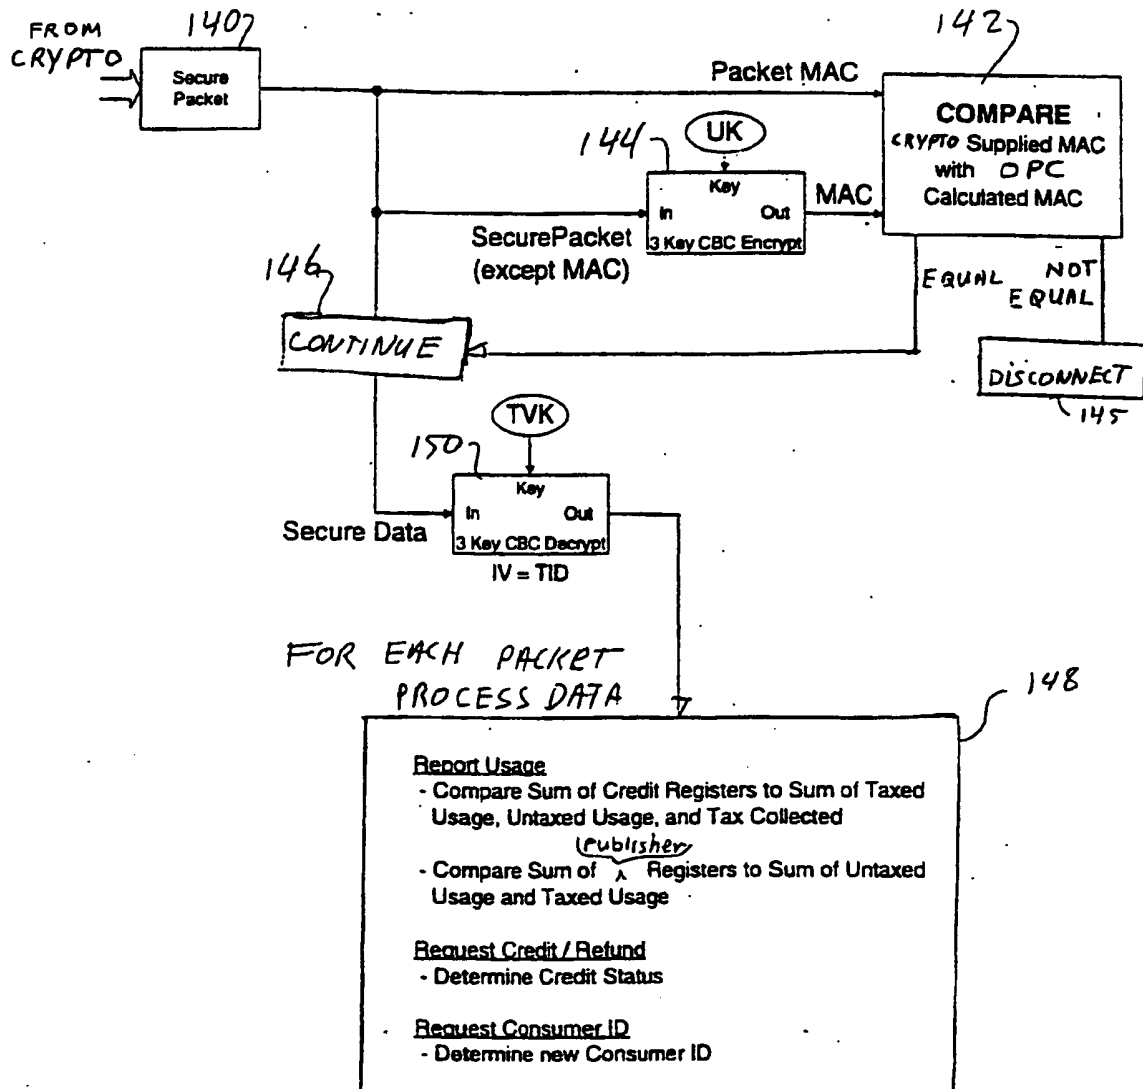 FROM
CRYPTO
140
Secure
Packet
Packet MAC
142
COMPARE
CRYPTO Supplied MAC
with OPC
Calculated MAC
144
UK
Key
In
Out
3 Key CBC Encrypt
MAC
SecurePacket
(except MAC)
146
CONTINUE
EQUAL
NOT
EQUAL
DISCONNECT
145
TVK
150
Key
In
Out
3 Key CBC Decrypt
IV = TID
Secure Data
FOR EACH PACKET
PROCESS DATA
148
Report Usage
- Compare Sum of Credit Registers to Sum of Taxed
Usage, Untaxed Usage, and Tax Collected
Publisher
- Compare Sum of ^ Registers to Sum of Untaxed
Usage and Taxed Usage
Request Credit / Refund
- Determine Credit Status
Request Consumer ID
- Determine new Consumer ID